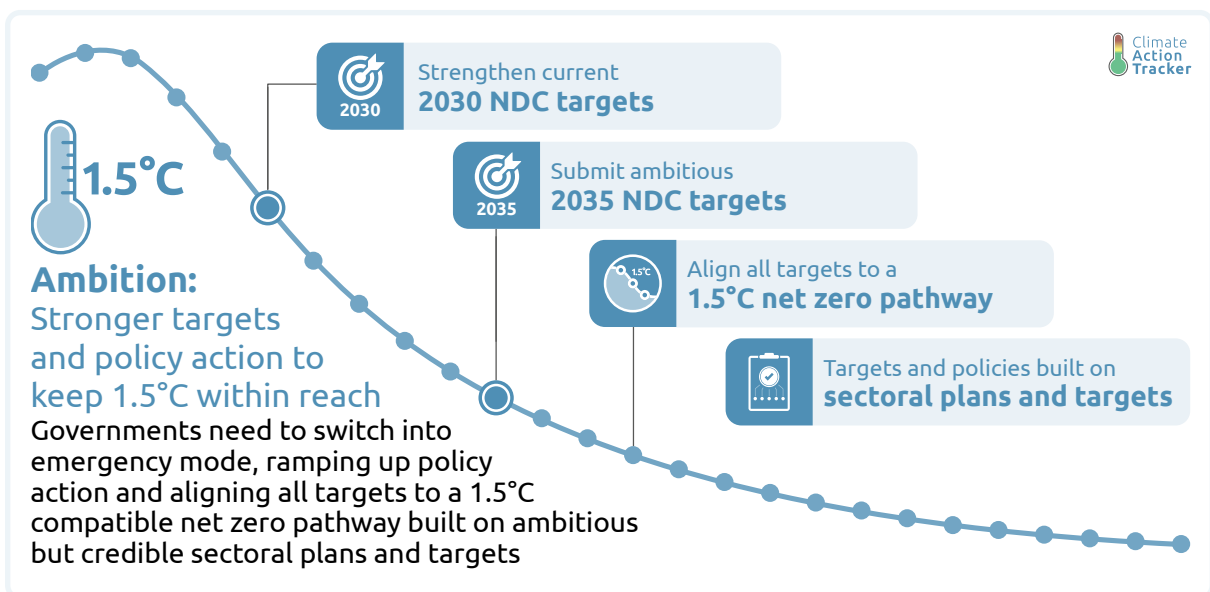 Climate
Action
Tracker
2030
Strengthen current
2030 NDC targets
2035
Submit ambitious
2035 NDC targets
1.5°C
Align all targets to a
1.5°C net zero pathway
Targets and policies built on
sectoral plans and targets
1.5°C
Ambition:
Stronger targets
and policy action to
keep 1.5°C within reach
Governments need to switch into
emergency mode, ramping up policy
action and aligning all targets to a 1.5°C
compatible net zero pathway built on ambitious
but credible sectoral plans and targets